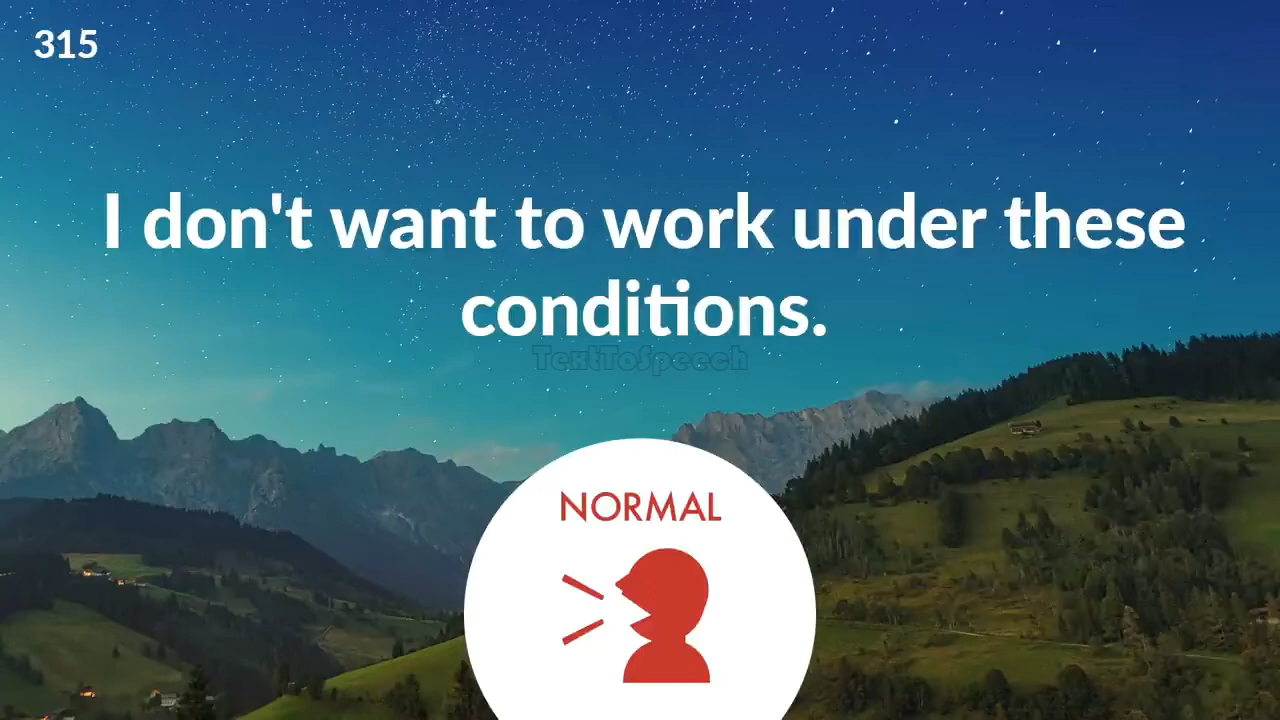 315
I don't want to work under these
conditions.
TextToSpeech
NORMAL